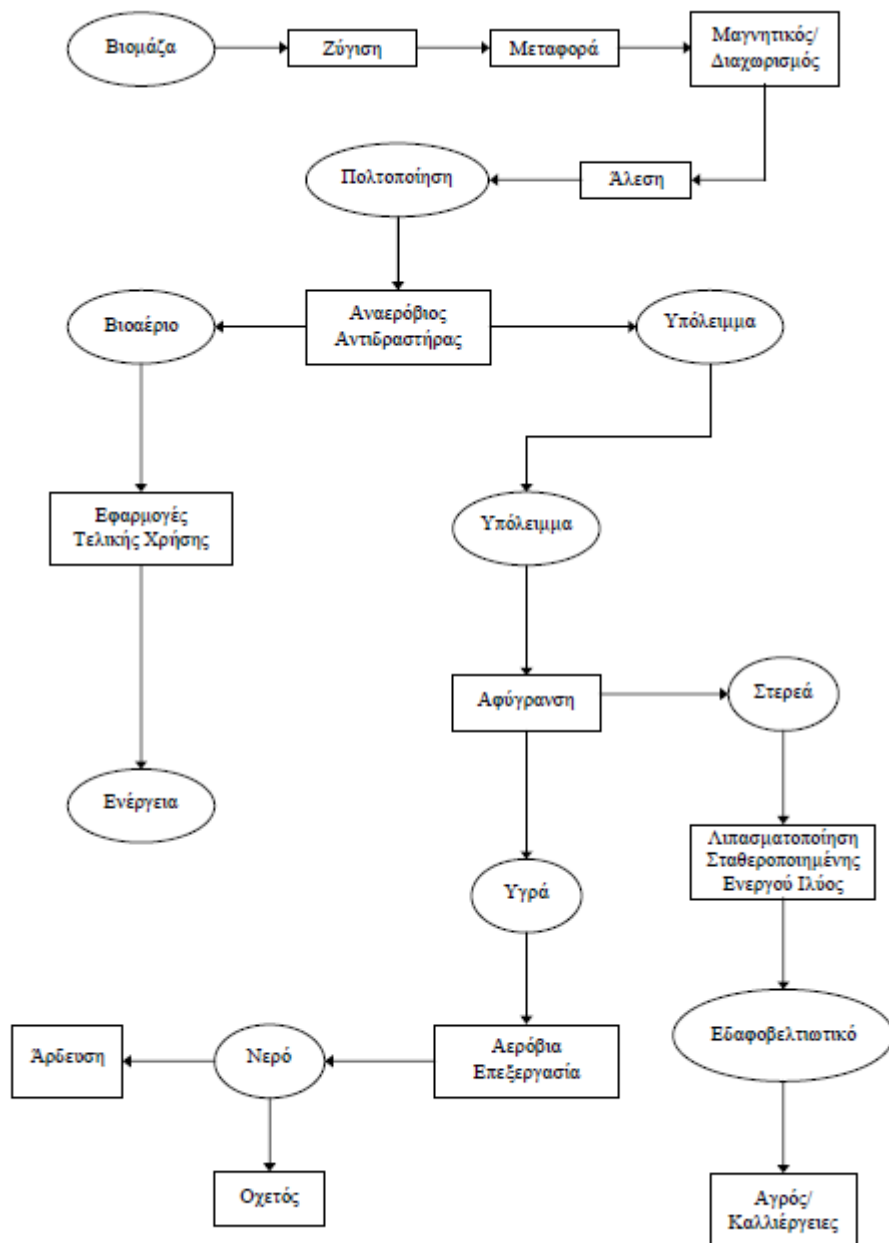 Βιομάζα
Ζύγιση
Μεταφορά
Μαγνητικός/
Διαχωρισμός
Πολτοποίηση
Άλεση
Βιοαέριο
Αναερόβιος
Αντιδραστήρας
Υπόλειμμα
Εφαρμογές
Τελικής Χρήσης
Υπόλειμμα
Αφύγρανση
Στερεά
Ενέργεια
Λιπασματοποίηση
Σταθεροποιημένης
Ενεργού Ιλύος
Υγρά
Άρδευση
Νερό
Αερόβια
Επεξεργασία
Εδαφοβελτιωτικό
Οχετός
Αγρός/
Καλλιέργειες